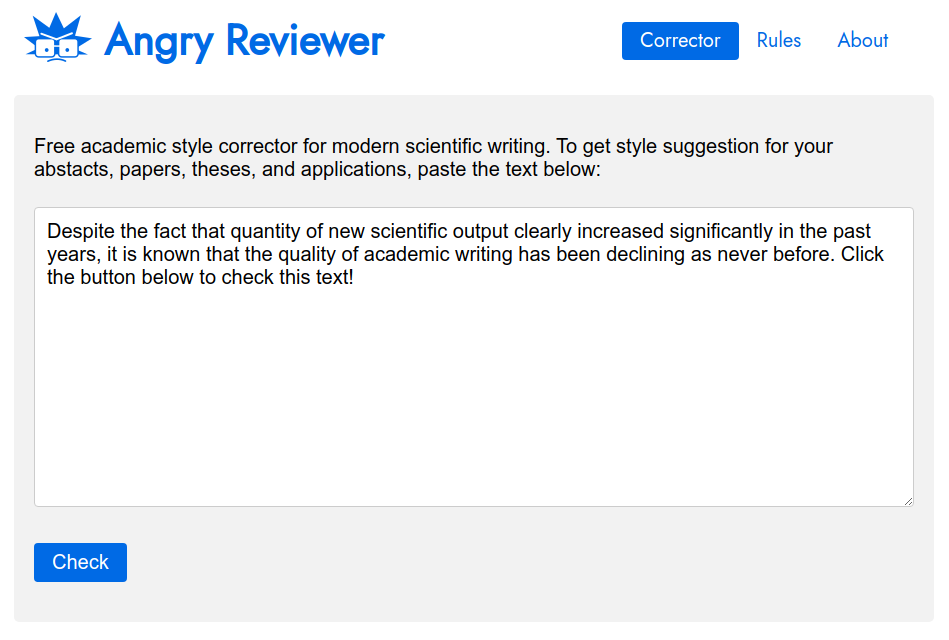 Angry Reviewer
Corrector Rules About
Free academic style corrector for modern scientific writing. To get style suggestion for your
abstacts, papers, theses, and applications, paste the text below:
Despite the fact that quantity of new scientific output clearly increased significantly in the past
years, it is known that the quality of academic writing has been declining as never before. Click
the button below to check this text!
Check